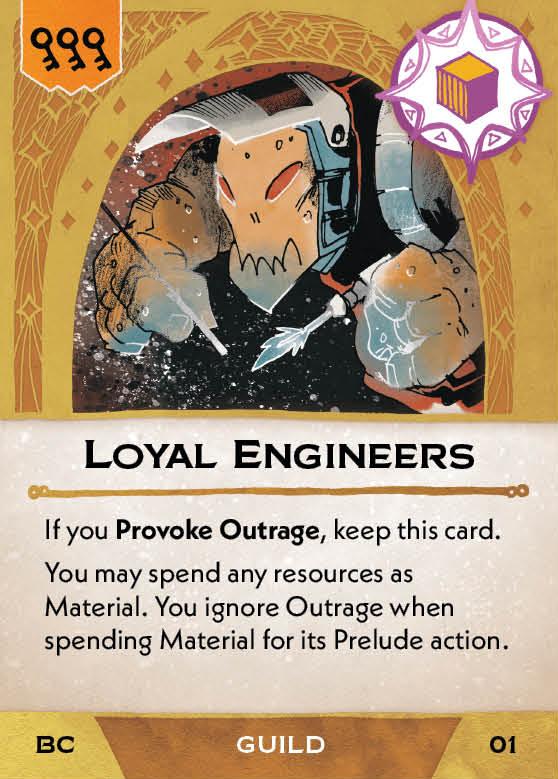 LOYAL ENGINEERS
If you Provoke Outrage, keep this card.
You may spend any resources as
Material. You ignore Outrage when
spending Material for its Prelude action.
BC GUILD 01